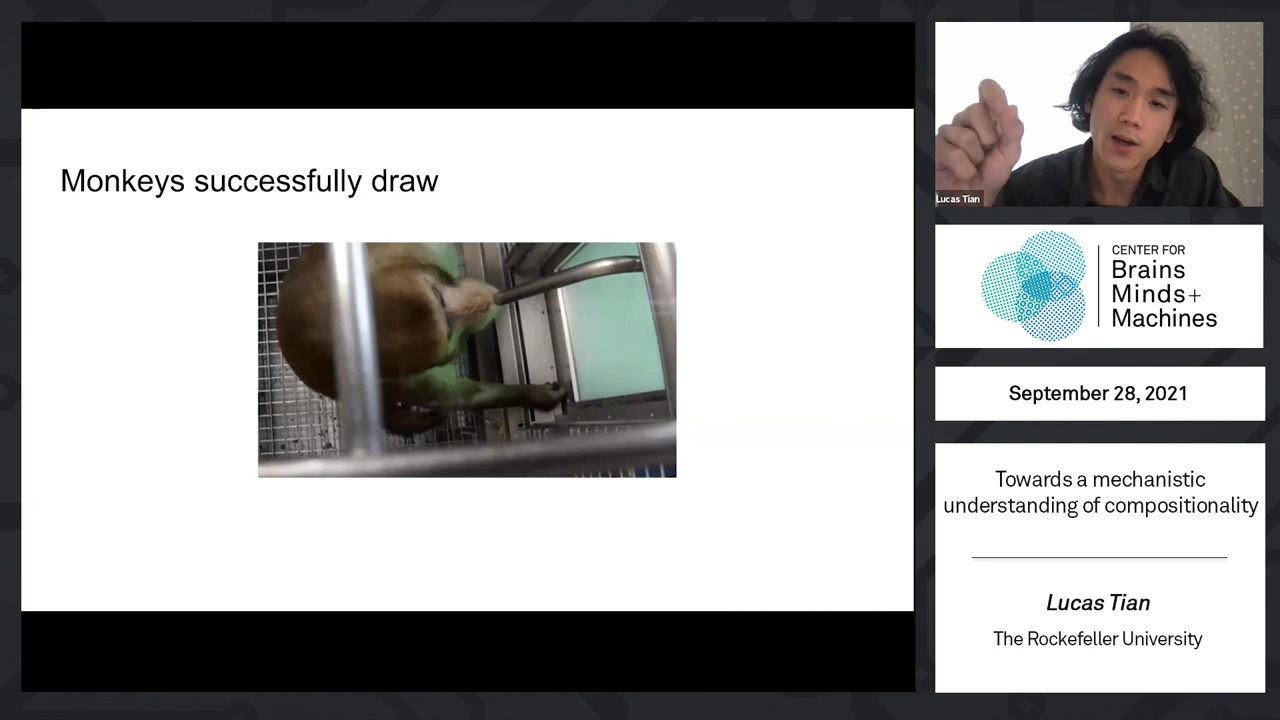 Monkeys successfully draw
Lucas Tian
CENTER FOR
Brains
Minds+
Machines
September 28, 2021
Towards a mechanistic
understanding of compositionality
Lucas Tian
The Rockefeller University